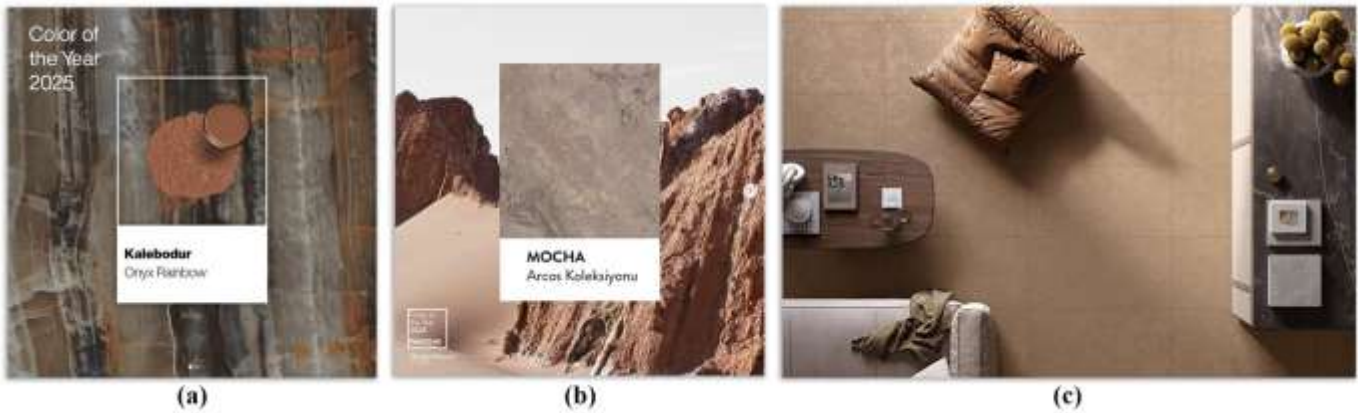 Color of
the Year
2025
Kalebodur
Onyx Rainbow
MOCHA
Arcos Koleksiyonu
(a)
(b)
(c)